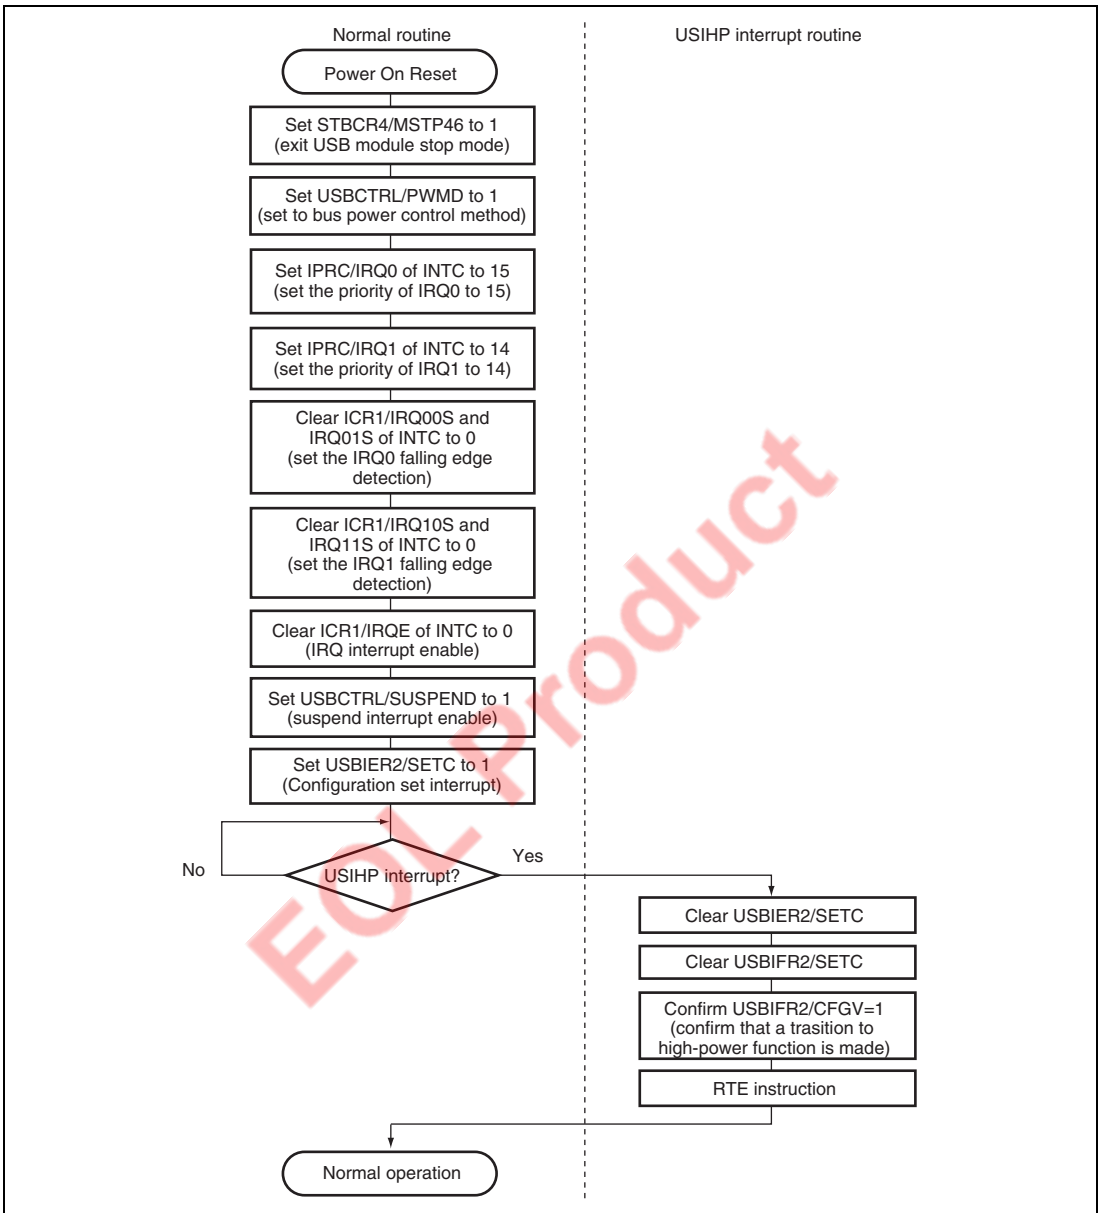 Normal routine
USIHP interrupt routine
Power On Reset
Set STBCR4/MSTP46 to 1
(exit USB module stop mode)
Set USBCTRL/PWMD to 1
(set to bus power control method)
Set IPRC/IRQ0 of INTC to 15
(set the priority of IRQ0 to 15)
Set IPRC/IRQ1 of INTC to 14
(set the priority of IRQ1 to 14)
Clear ICR1/IRQ00S and
IRQ01S of INTC to 0
(set the IRQ0 falling edge
detection)
Clear ICR1/IRQ10S and
IRQ11S of INTC to 0
(set the IRQ1 falling edge
detection)
Clear ICR1/IRQE of INTC to 0
(IRQ interrupt enable)
Set USBCTRL/SUSPEND to 1
(suspend interrupt enable)
Set USBIER2/SETC to 1
(Configuration set interrupt)
No
USIHP interrupt?
Yes
Clear USBIER2/SETC
Clear USBIFR2/SETC
Confirm USBIFR2/CFGV=1
(confirm that a trasition to
high-power function is made)
RTE instruction
Normal operation
EOL Product